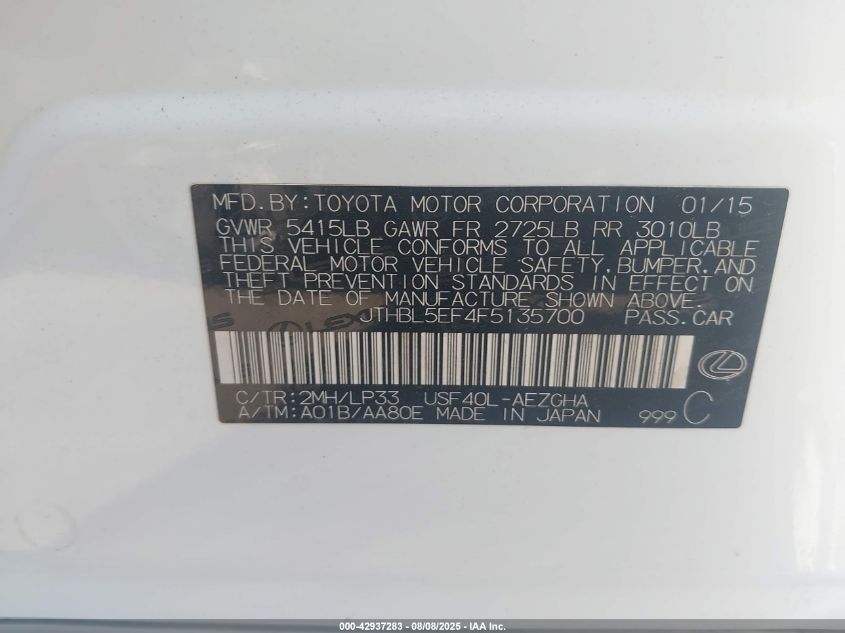 MFD.BY:TOYOTA MOTOR CORPORATION 01/15
GVWR 5415LB GAWR FR 2725LB RR 3010LB
THIS VEHICLE CONFORMS TO ALL APPLICABLE
FEDERAL MOTOR VEHICLE SAFETY,BUMPER,AND
THEFT PREVENTION STANDARDS IN EFFECT ON
THE DATE OF MANUFACTURE SHOWN ABOVE.
JTHBL5EF4F5135700 PASS.CAR
LEXUS
C/TR:2MH/LP33 USF40L-AEZGHA
A/TM:A01B/AA80E MADE IN JAPAN 999 C
000-42937283 - 08/08/2025 - IAA Inc.